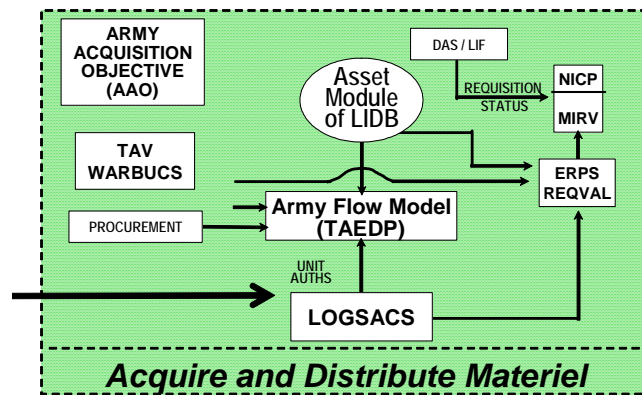 ARMY
ACQUISITION
OBJECTIVE
(AAO)
DAS / LIF
Asset
Module
of LIDB
REQUISITION
STATUS
NICP
MIRV
TAV
WARBUCS
ERPS
REQVAL
PROCUREMENT
Army Flow Model
(TAEDP)
UNIT
AUTHS
LOGSACS
Acquire and Distribute Materiel